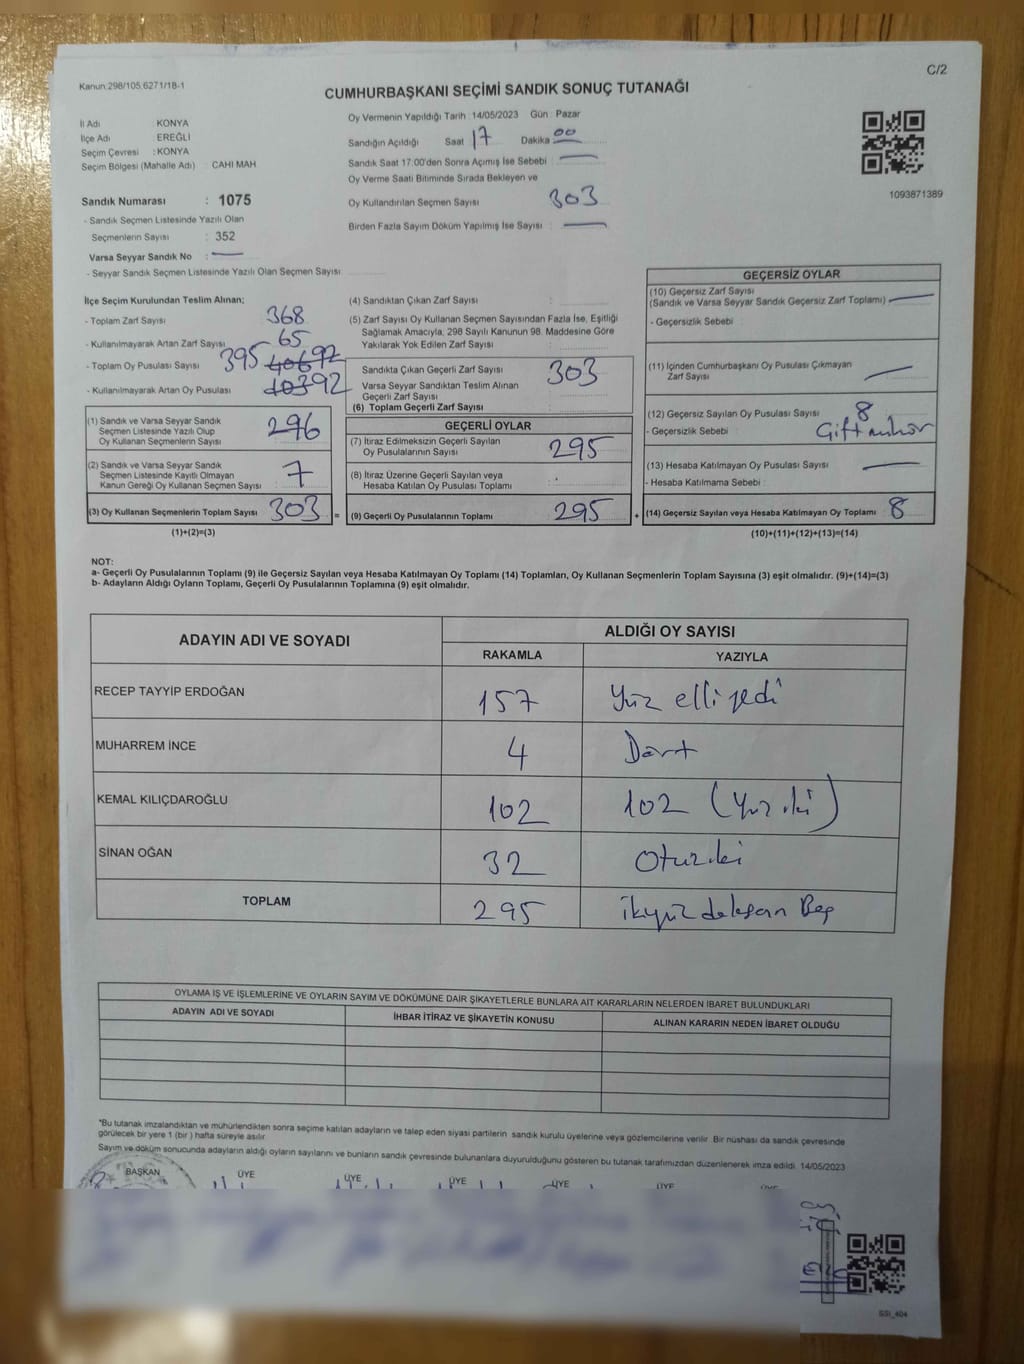 C/2
Kanun:298/105,6271/18-1
CUMHURBAŞKANI SEÇİMİ SANDIK SONUÇ TUTANAĞI
İl Adı KONYA
İlçe Adı EREĞLİ
Seçim Çevresi : KONYA
Seçim Bölgesi (Mahalle Adı) : CAHI MAH
Oy Vermenin Yapıldığı Tarih : 14/05/2023 Gün : Pazar
Sandığın Açıldığı Saat 17 Dakika 00
Sandık Saat 17:00'den Sonra Açımış İse Sebebi :
Oy Verme Saati Bitiminde Sırada Bekleyen ve
Oy Kullandırılan Seçmen Sayısı 303
Birden Fazla Sayım Döküm Yapılmış İse Sayısı :
1093871389
Sandık Numarası : 1075
- Sandık Seçmen Listesinde Yazılı Olan
Seçmenlerin Sayısı : 352
Varsa Seyyar Sandık No :
- Seyyar Sandık Seçmen Listesinde Yazılı Olan Seçmen Sayısı
İlçe Seçim Kurulundan Teslim Alınan;
- Toplam Zarf Sayısı 368
- Kullanılmayarak Artan Zarf Sayısı 65
- Toplam Oy Pusulası Sayısı 395
- Kullanılmayarak Artan Oy Pusulası 92
(1) Sandık ve Varsa Seyyar Sandık
Seçmen Listesinde Yazılı Olup
Oy Kullanan Seçmenlerin Sayısı 296
(2) Sandık ve Varsa Seyyar Sandık
Seçmen Listesinde Kayıtlı Olmayan
Kanun Gereği Oy Kullanan Seçmen Sayısı : 7
(3) Oy Kullanan Seçmenlerin Toplam Sayısı : 303 =
(1)+(2)=(3)
(4) Sandıktan Çıkan Zarf Sayısı :
(5) Zarf Sayısı Oy Kullanan Seçmen Sayısından Fazla İse, Eşitliği
Sağlamak Amacıyla, 298 Sayılı Kanunun 98. Maddesine Göre
Yakılarak Yok Edilen Zarf Sayısı :
Sandıkta Çıkan Geçerli Zarf Sayısı : 303
Varsa Seyyar Sandıktan Teslim Alınan
Geçerli Zarf Sayısı :
(6) Toplam Geçerli Zarf Sayısı :
GEÇERLİ OYLAR
(7) İtiraz Edilmeksizin Geçerli Sayılan
Oy Pusulalarının Sayısı : 295
(8) İtiraz Üzerine Geçerli Sayılan veya
Hesaba Katılan Oy Pusulası Toplamı :
(9) Geçerli Oy Pusulalarının Toplamı : 295 +
GEÇERSİZ OYLAR
(10) Geçersiz Zarf Sayısı
(Sandık ve Varsa Seyyar Sandık Geçersiz Zarf Toplamı) :
- Geçersizlik Sebebi :
(11) İçinden Cumhurbaşkanı Oy Pusulası Çıkmayan
Zarf Sayısı :
(12) Geçersiz Sayılan Oy Pusulası Sayısı : 8
- Geçersizlik Sebebi :
(13) Hesaba Katılmayan Oy Pusulası Sayısı :
- Hesaba Katılmama Sebebi :
(14) Geçersiz Sayılan veya Hesaba Katılmayan Oy Toplamı : 8
(10)+(11)+(12)+(13)=(14)
NOT:
a- Geçerli Oy Pusulalarının Toplamı (9) ile Geçersiz Sayılan veya Hesaba Katılmayan Oy Toplamı (14) Toplamları, Oy Kullanan Seçmenlerin Toplam Sayısına (3) eşit olmalıdır. (9)+(14)=(3)
b- Adayların Aldığı Oyların Toplamı, Geçerli Oy Pusulalarının Toplamına (9) eşit olmalıdır.
ADAYIN ADI VE SOYADI ALDIĞI OY SAYISI
RAKAMLA YAZIYLA
RECEP TAYYİP ERDOĞAN 157 Yüz elli yedi
MUHARREM İNCE 4 Dört
KEMAL KILIÇDAROĞLU 102 102 (Yüz iki)
SİNAN OĞAN 32 Otuziki
TOPLAM 295
OYLAMA İŞ VE İŞLEMLERİNE VE OYLARIN SAYIM VE DÖKÜMÜNE DAİR ŞİKAYETLERLE BUNLARA AİT KARARLARIN NELERDEN İBARET BULUNDUKLARI
ADAYIN ADI VE SOYADI İHBAR İTİRAZ VE ŞİKAYETİN KONUSU ALINAN KARARIN NEDEN İBARET OLDUĞU
*Bu tutanak imzalandıktan ve mühürlendikten sonra seçime katılan adayların ve talep eden siyasi partilerin sandık kurulu üyelerine veya gözlemcilerine verilir. Bir nüshası da sandık çevresinde
görülecek bir yere 1 (bir ) hafta süreyle asılır.
Sayım ve döküm sonucunda adayların aldığı oyların sayılarını ve bunların sandık çevresinde bulunanlara duyurulduğunu gösteren bu tutanak tarafımızdan düzenlenerek imza edildi. 14/05/2023
BAŞKAN ÜYE ÜYE ÜYE ÜYE ÜYE ÜYE